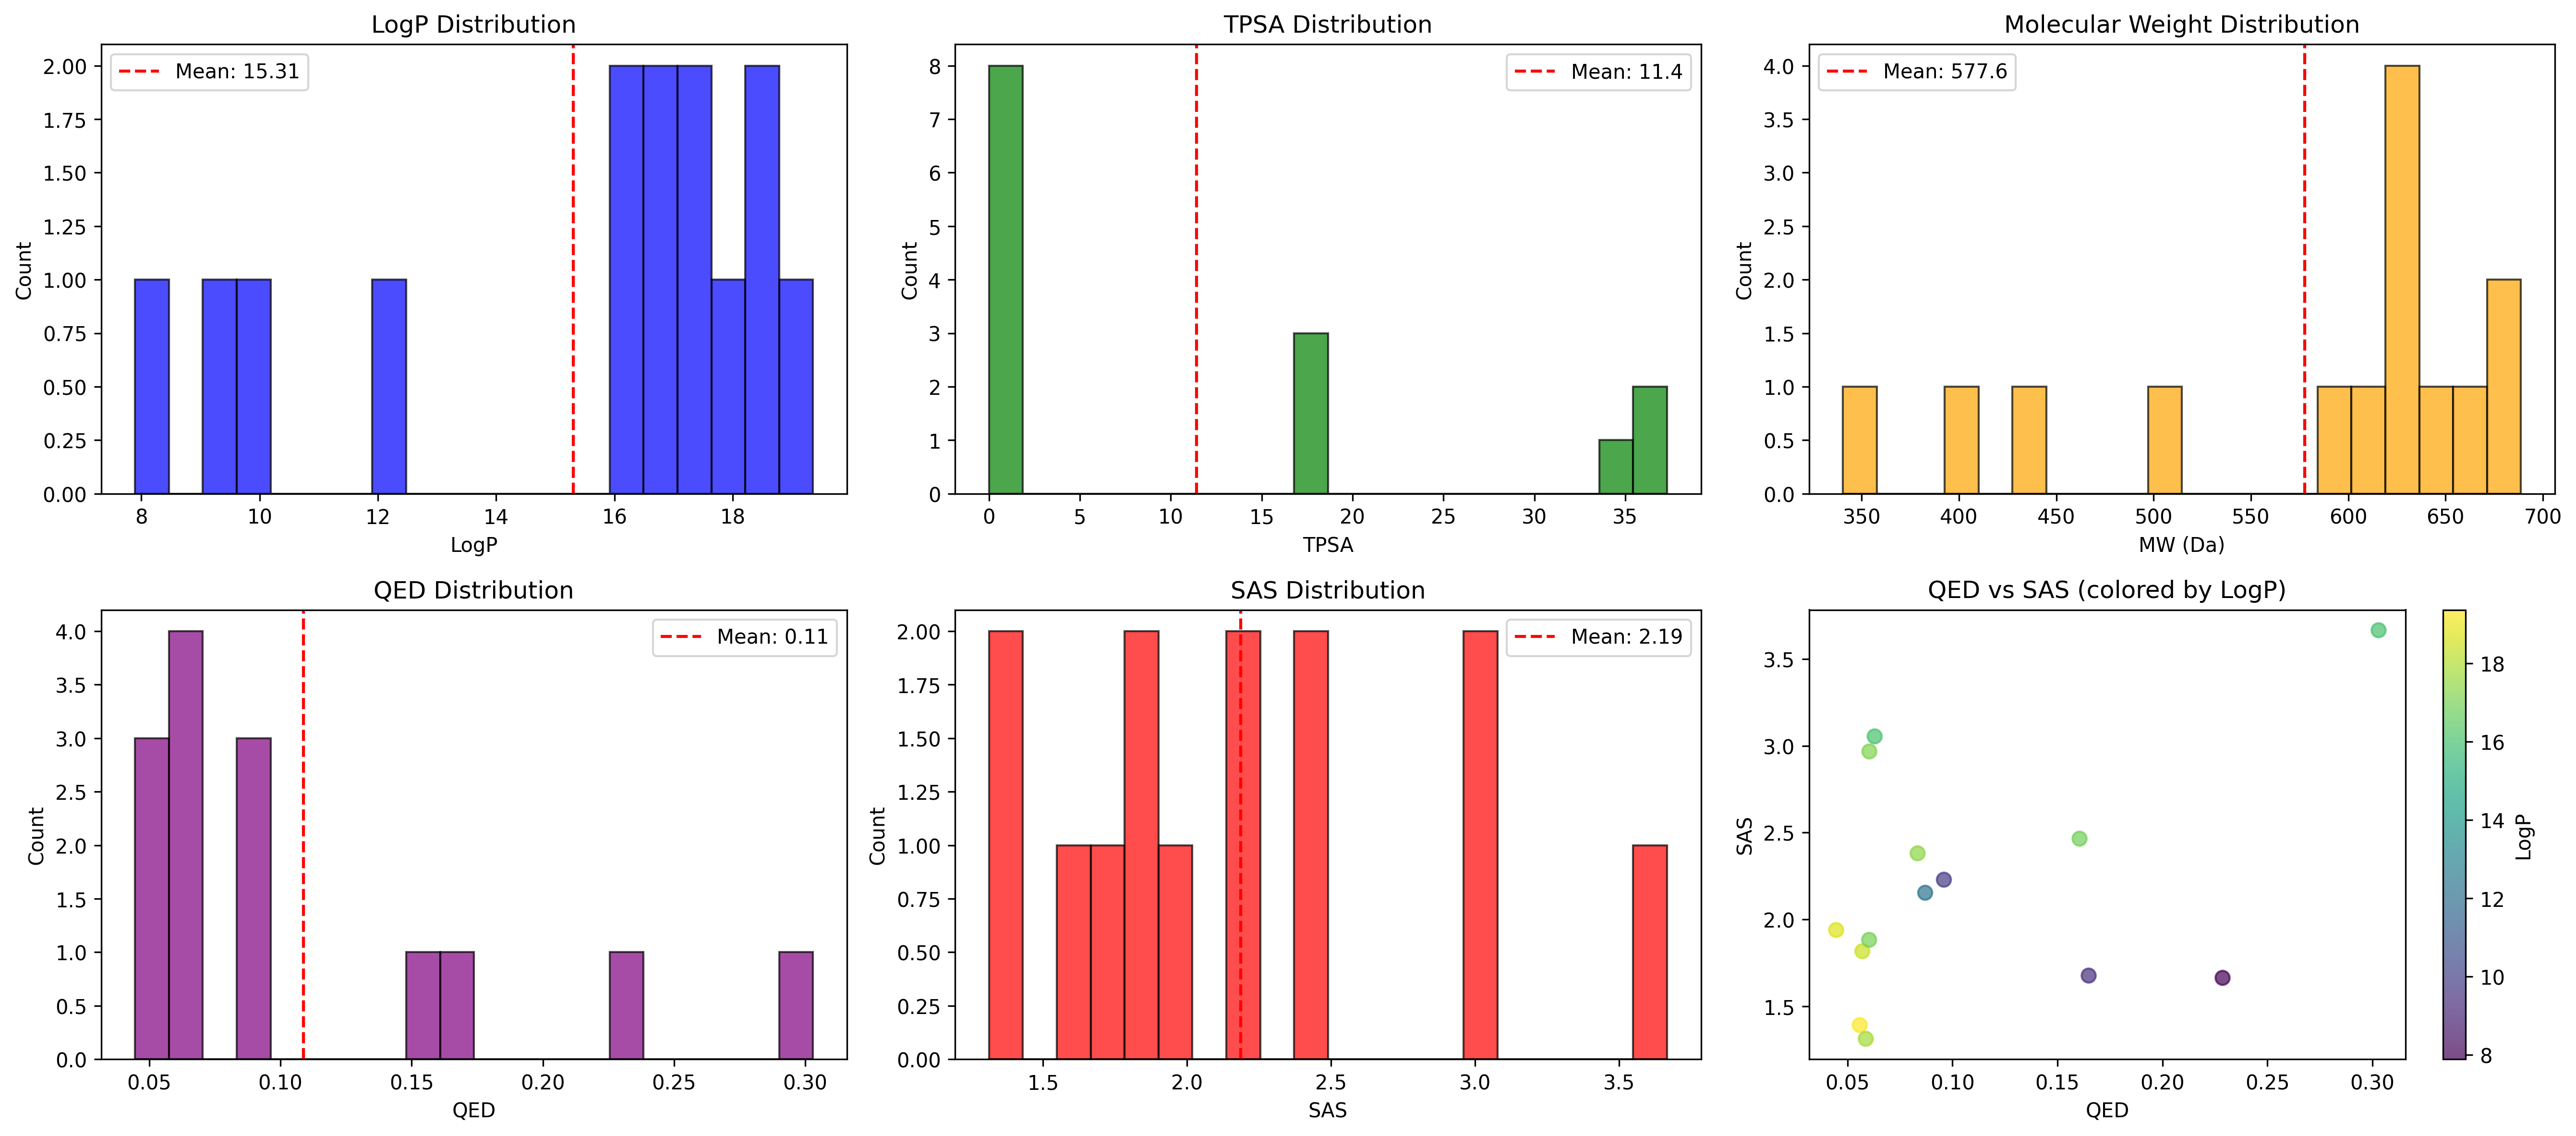 LogP Distribution
Mean: 15.31
Count
2.00
1.75
1.50
1.25
1.00
0.75
0.50
0.25
0.00
8 10 12 14 16 18
LogP
TPSA Distribution
Mean: 11.4
Count
8
7
6
5
4
3
2
1
0
0 5 10 15 20 25 30 35
TPSA
Molecular Weight Distribution
Mean: 577.6
Count
4.0
3.5
3.0
2.5
2.0
1.5
1.0
0.5
0.0
350 400 450 500 550 600 650 700
MW (Da)
QED Distribution
Mean: 0.11
Count
4.0
3.5
3.0
2.5
2.0
1.5
1.0
0.5
0.0
0.05 0.10 0.15 0.20 0.25 0.30
QED
SAS Distribution
Mean: 2.19
Count
2.00
1.75
1.50
1.25
1.00
0.75
0.50
0.25
0.00
1.5 2.0 2.5 3.0 3.5
SAS
QED vs SAS (colored by LogP)
SAS
3.5
3.0
2.5
2.0
1.5
0.05 0.10 0.15 0.20 0.25 0.30
QED
18
16
14
12
10
8
LogP